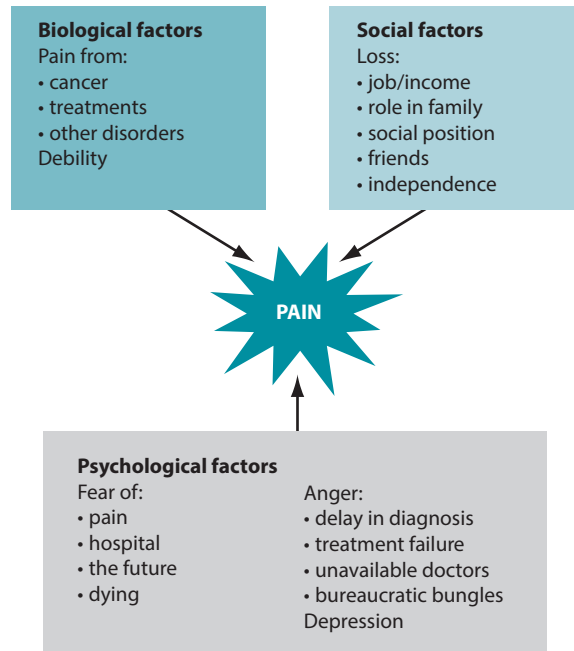 Biological factors
Pain from:
• cancer
• treatments
• other disorders
Debility
Social factors
Loss:
• job/income
• role in family
• social position
• friends
• independence
PAIN
Psychological factors
Fear of:
• pain
• hospital
• the future
• dying
Anger:
• delay in diagnosis
• treatment failure
• unavailable doctors
• bureaucratic bungles
Depression